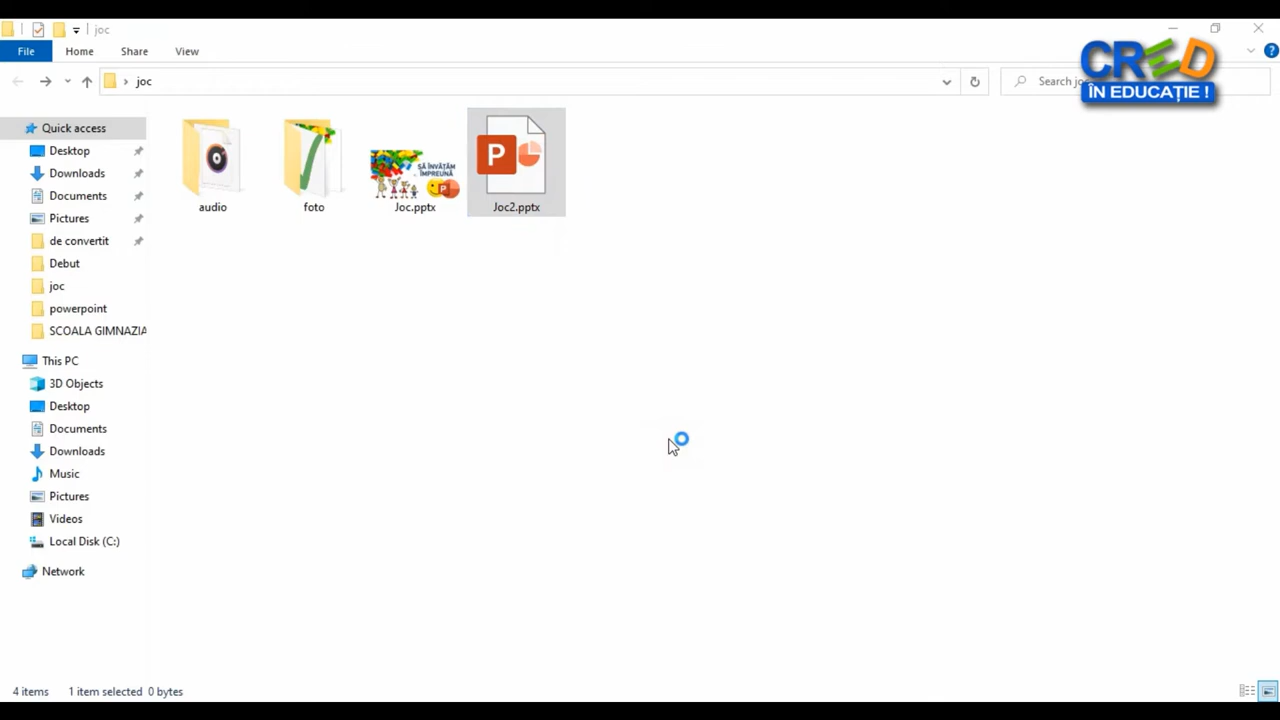 joc
File
Home
Share
View
joc
Search joc
CRED
ÎN EDUCAȚIE !
Quick access
Desktop
Downloads
Documents
Pictures
de convertit
Debut
joc
powerpoint
SCOALA GIMNAZIA
This PC
3D Objects
Desktop
Documents
Downloads
Music
Pictures
Videos
Local Disk (C:)
Network
SĂ ÎNVĂȚĂM
ÎMPREUNĂ
P
P
audio
foto
Joc.pptx
Joc2.pptx
4 items
1 item selected
0 bytes